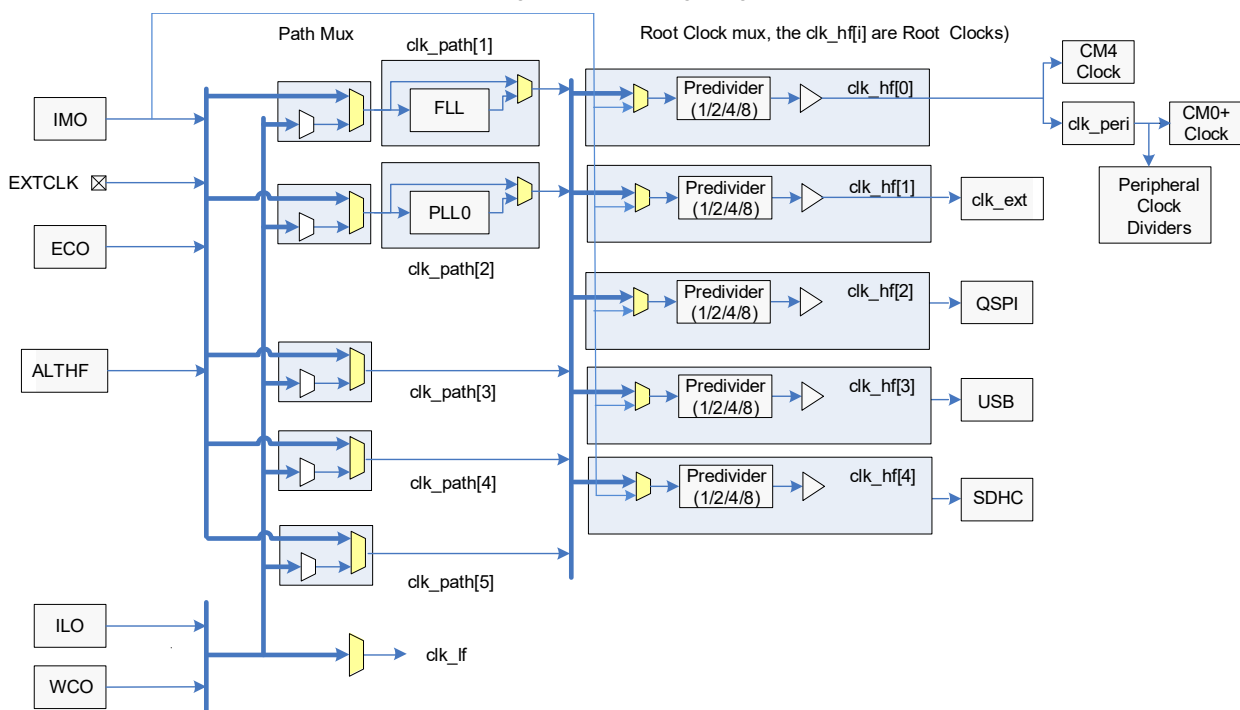 Path Mux
clk_path[1]
Root Clock mux, the clk_hf[i] are Root Clocks)
IMO
EXTCLK
ECO
ALTHF
ILO
WCO
FLL
PLL0
clk_path[2]
clk_path[3]
clk_path[4]
clk_path[5]
clk_lf
Predivider
(1/2/4/8)
clk_hf[0]
CM4
Clock
clk_peri
CM0+
Clock
Peripheral
Clock
Dividers
Predivider
(1/2/4/8)
clk_hf[1]
clk_ext
Predivider
(1/2/4/8)
clk_hf[2]
QSPI
Predivider
(1/2/4/8)
clk_hf[3]
USB
Predivider
(1/2/4/8)
clk_hf[4]
SDHC